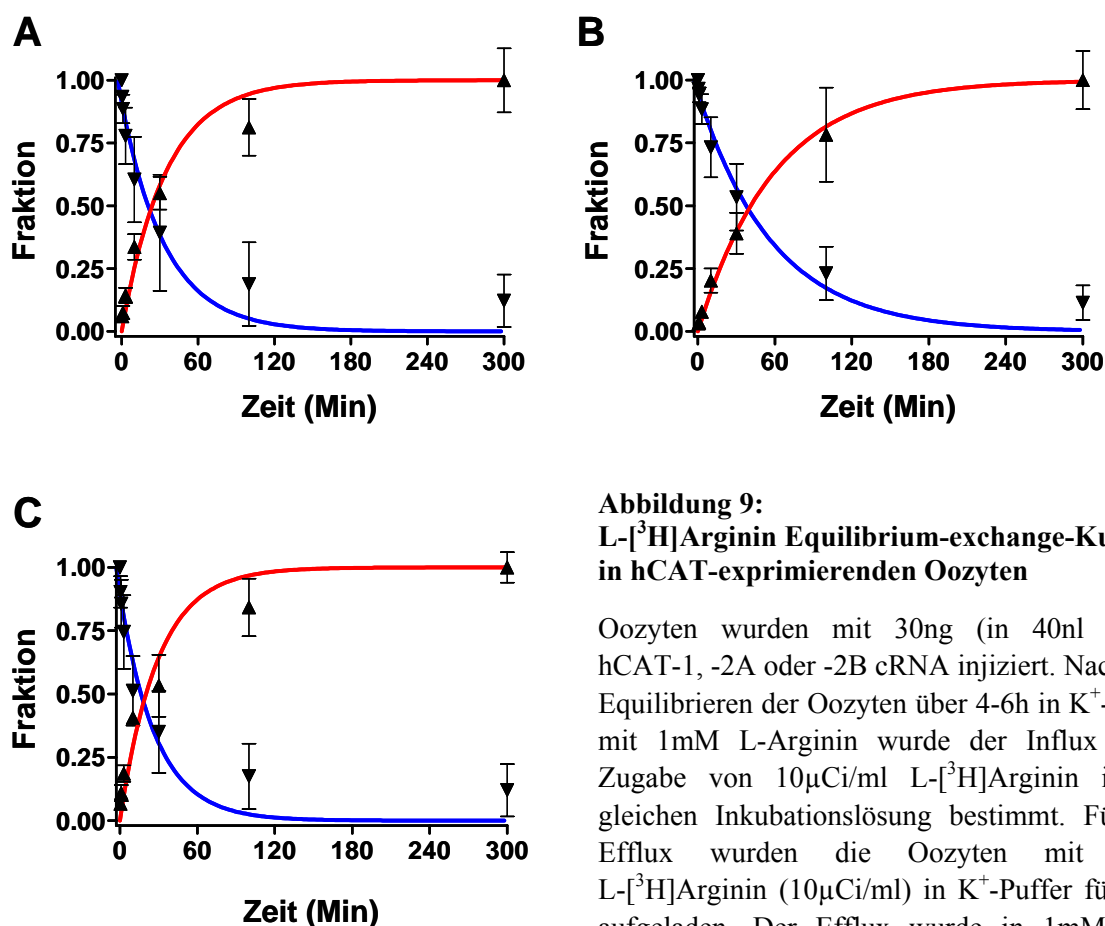 A
1.00
0.75
0.50
0.25
0.00
Fraktion
0 60 120 180 240 300
Zeit (Min)
B
1.00
0.75
0.50
0.25
0.00
Fraktion
0 60 120 180 240 300
Zeit (Min)
C
1.00
0.75
0.50
0.25
0.00
Fraktion
0 60 120 180 240 300
Zeit (Min)
Abbildung 9:
L-[³H]Arginin Equilibrium-exchange-Ku
in hCAT-exprimierenden Oozyten
Oozyten wurden mit 30ng (in 40nl
hCAT-1, -2A oder -2B cRNA injiziert. Nac
Equilibrieren der Oozyten über 4-6h in K⁺-
mit 1mM L-Arginin wurde der Influx
Zugabe von 10µCi/ml L-[³H]Arginin i
gleichen Inkubationslösung bestimmt. Fü
Efflux wurden die Oozyten mit
L-[³H]Arginin (10µCi/ml) in K⁺-Puffer fü
aufgeladen. Der Efflux wurde in 1mM